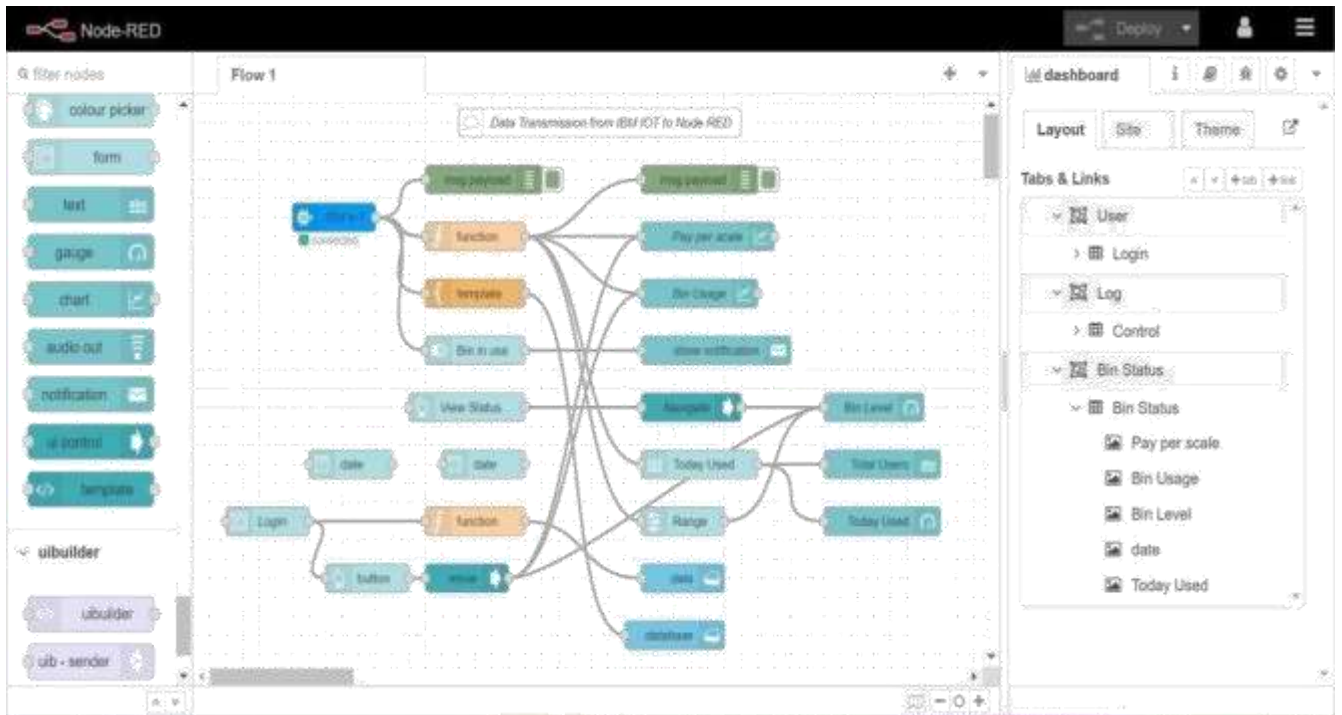 Node-RED
Deploy
filter nodes
colour picker
form
text
gauge
chart
audio out
notification
ui control
template
uibuilder
uibuilder
uib - sender
Flow 1
Data Transmission from IBM IOT to Node-RED
msg.payload
msg.payload
connected
function
Pay per scale
template
Bin Usage
Bin in use
show notification
View Status
Navigate
Bin Level
date
date
Today Used
Total Users
Login
function
Range
Today Used
button
data
database
dashboard
Layout
Site
Theme
Tabs & Links
tab
link
User
Login
Log
Control
Bin Status
Bin Status
Pay per scale
Bin Usage
Bin Level
date
Today Used